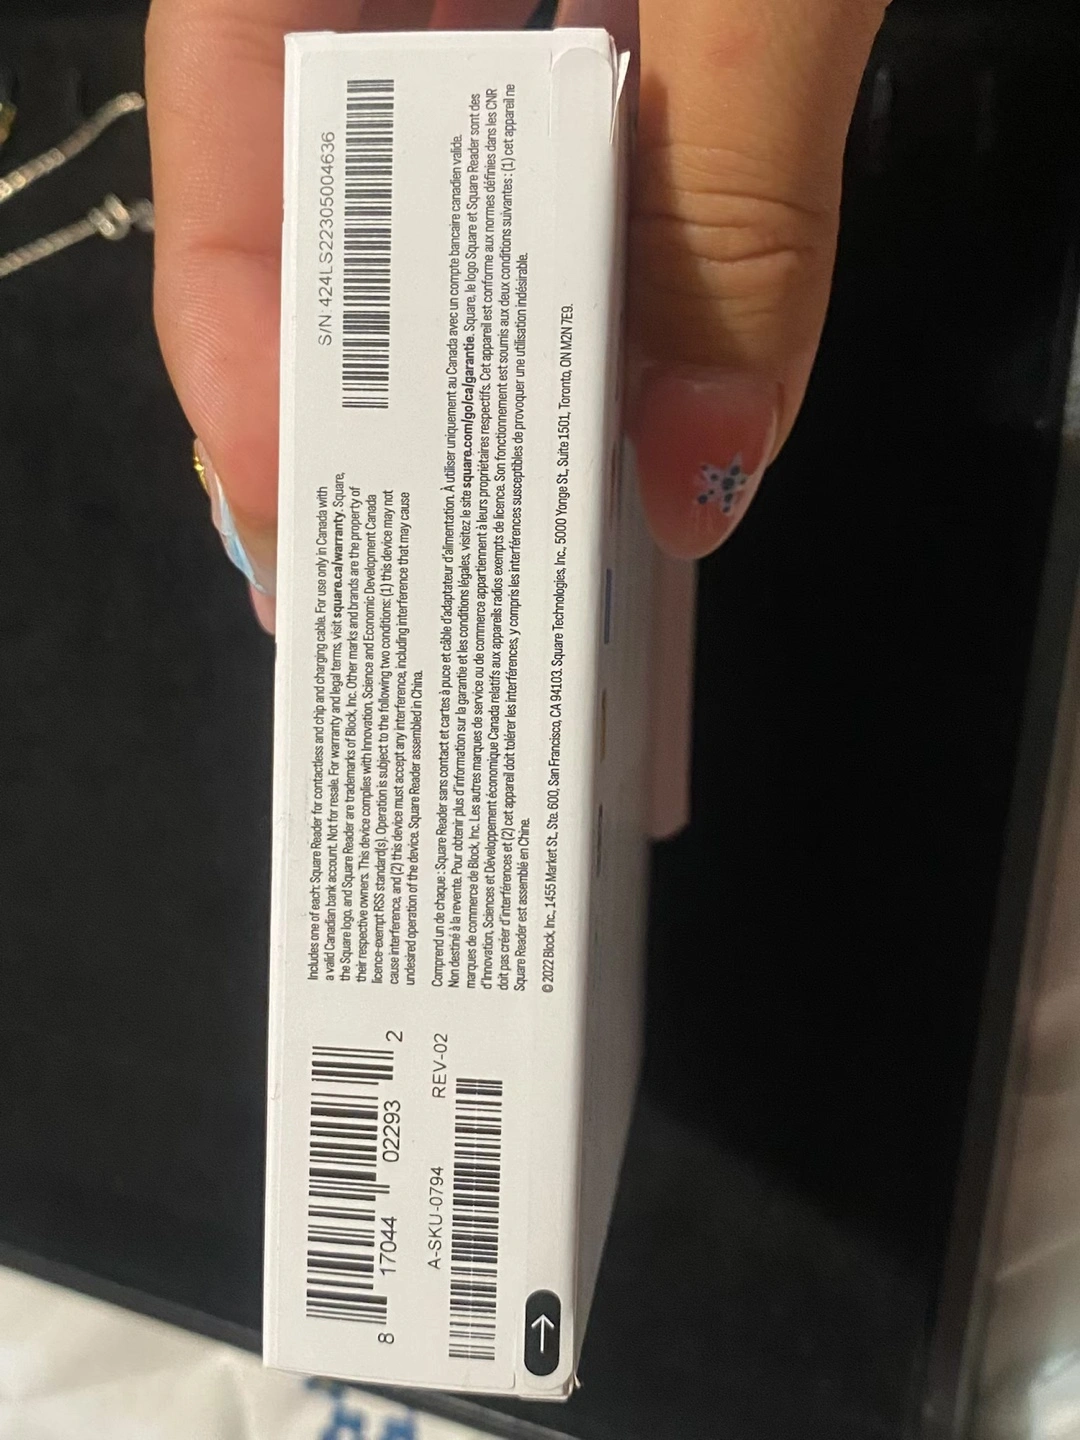 8 17044 02293 2
A-SKU-0794 REV-02
Includes one of each: Square Reader for contactless and chip and charging cable. For use only in Canada with
a valid Canadian bank account. Not for resale. For warranty and legal terms, visit square.ca/warranty. Square,
the Square logo, and Square Reader are trademarks of Block, Inc. Other marks and brands are the property of
their respective owners. This device complies with Innovation, Science and Economic Development Canada
licence-exempt RSS standard(s). Operation is subject to the following two conditions: (1) this device may not
cause interference, and (2) this device must accept any interference, including interference that may cause
undesired operation of the device. Square Reader assembled in China.
S/N: 424LS22305004636
Comprend un de chaque : Square Reader sans contact et cartes à puce et câble d'adaptateur d'alimentation. À utiliser uniquement au Canada avec un compte bancaire canadien valide.
Non destiné à la revente. Pour obtenir plus d'information sur la garantie et les conditions légales, visitez le site square.com/go/ca/garantie. Square, le logo Square et Square Reader sont des
marques de commerce de Block, Inc. Les autres marques de service ou de commerce appartiennent à leurs propriétaires respectifs. Cet appareil est conforme aux normes définies dans les CNR
d'Innovation, Sciences et Développement économique Canada relatifs aux appareils radios exempts de licence. Son fonctionnement est soumis aux deux conditions suivantes : (1) cet appareil ne
doit pas créer d'interférences et (2) cet appareil doit tolérer les interférences, y compris les interférences susceptibles de provoquer une utilisation indésirable.
Square Reader est assemblé en Chine.
© 2022 Block, Inc., 1455 Market St., Ste. 600, San Francisco, CA 94103. Square Technologies, Inc., 5000 Yonge St., Suite 1501, Toronto, ON M2N 7E9.